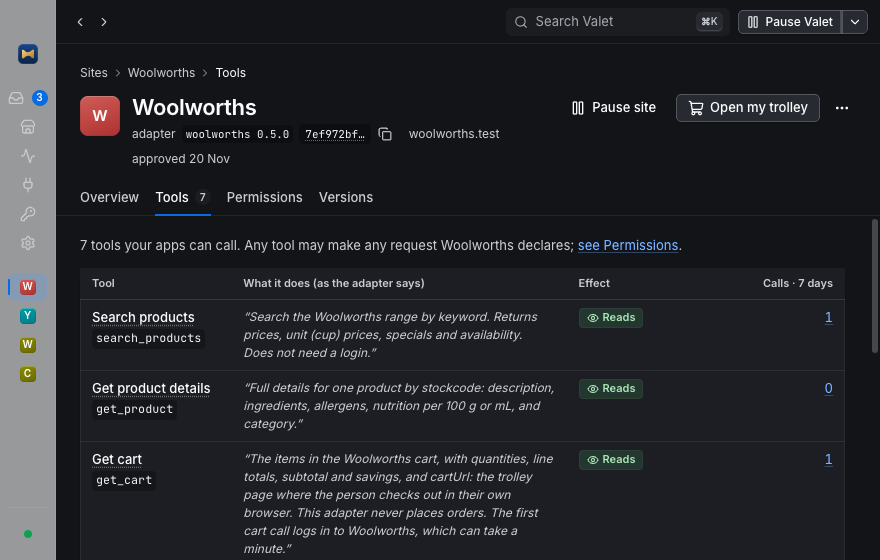 Search Valet
⌘K
Pause Valet
3
Sites > Woolworths > Tools
W
Woolworths
Pause site
Open my trolley
adapter woolworths 0.5.0 7ef972bf… woolworths.test
approved 20 Nov
Overview Tools 7 Permissions Versions
7 tools your apps can call. Any tool may make any request Woolworths declares; see Permissions.
Tool What it does (as the adapter says) Effect Calls · 7 days
Search products
search_products
“Search the Woolworths range by keyword. Returns
prices, unit (cup) prices, specials and availability.
Does not need a login.”
Reads
1
Get product details
get_product
“Full details for one product by stockcode: description,
ingredients, allergens, nutrition per 100 g or mL, and
category.”
Reads
0
Get cart
get_cart
“The items in the Woolworths cart, with quantities, line
totals, subtotal and savings, and cartUrl: the trolley
page where the person checks out in their own
browser. This adapter never places orders. The first
cart call logs in to Woolworths, which can take a
minute.”
Reads
1
W
Y
W
C